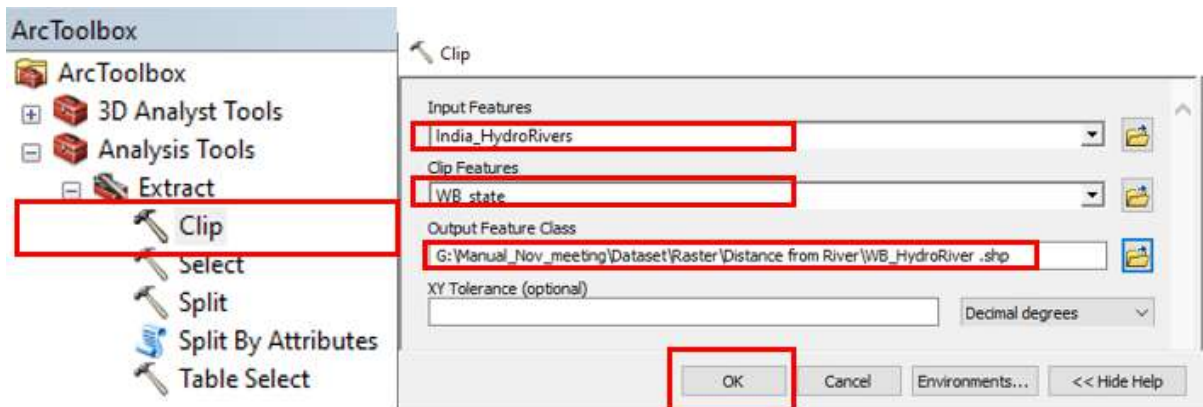 ArcToolbox
ArcToolbox
3D Analyst Tools
Analysis Tools
Extract
Clip
Select
Split
Split By Attributes
Table Select
Clip
Input Features
India_HydroRivers
Clip Features
WB_state
Output Feature Class
G:\Manual_Nov_meeting\Dataset\Raster\Distance from River\WB_HydroRiver .shp
XY Tolerance (optional)
Decimal degrees
OK Cancel Environments... << Hide Help